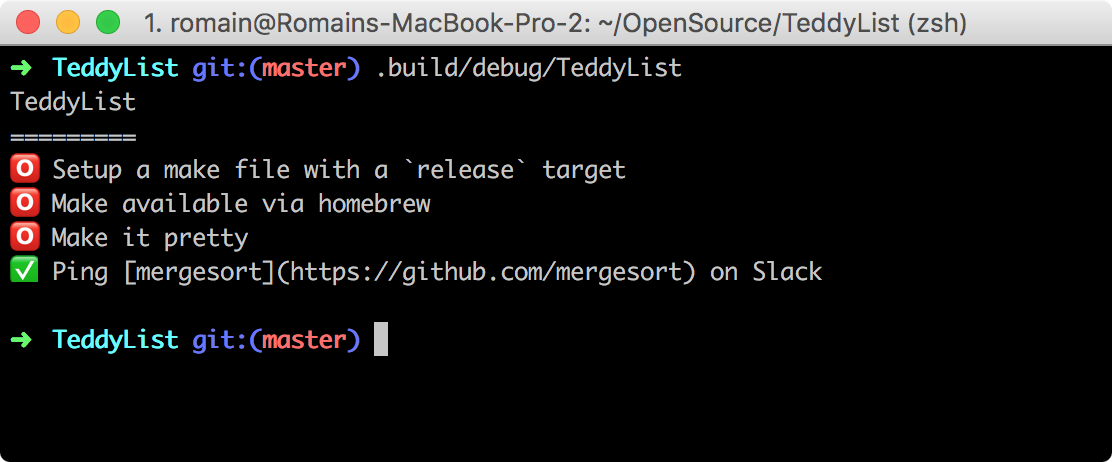 1. romain@Romains-MacBook-Pro-2: ~/OpenSource/TeddyList (zsh)
➜ TeddyList git:(master) .build/debug/TeddyList
TeddyList
=========
🅾️ Setup a make file with a `release` target
🅾️ Make available via homebrew
🅾️ Make it pretty
✅ Ping [mergesort](https://github.com/mergesort) on Slack
➜ TeddyList git:(master)